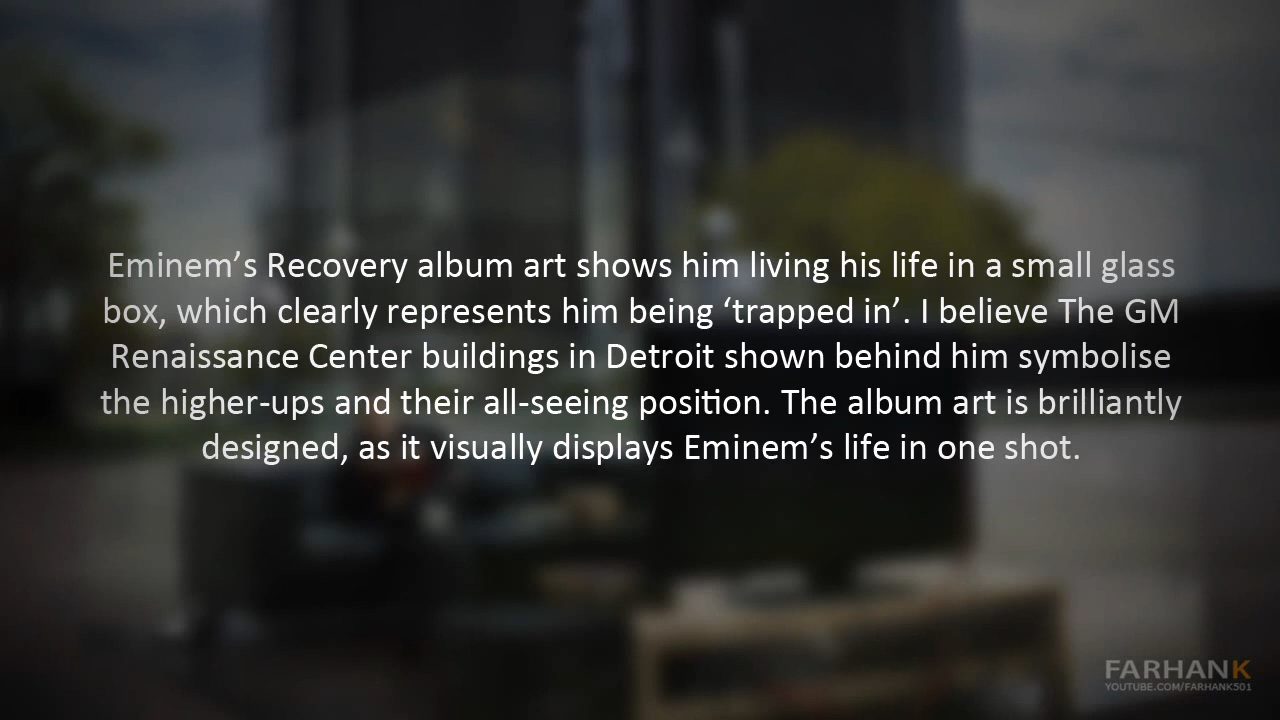 Eminem’s Recovery album art shows him living his life in a small glass
box, which clearly represents him being ‘trapped in’. I believe The GM
Renaissance Center buildings in Detroit shown behind him symbolise
the higher-ups and their all-seeing position. The album art is brilliantly
designed, as it visually displays Eminem’s life in one shot.
FARHANK
YOUTUBE.COM/FARHANK501